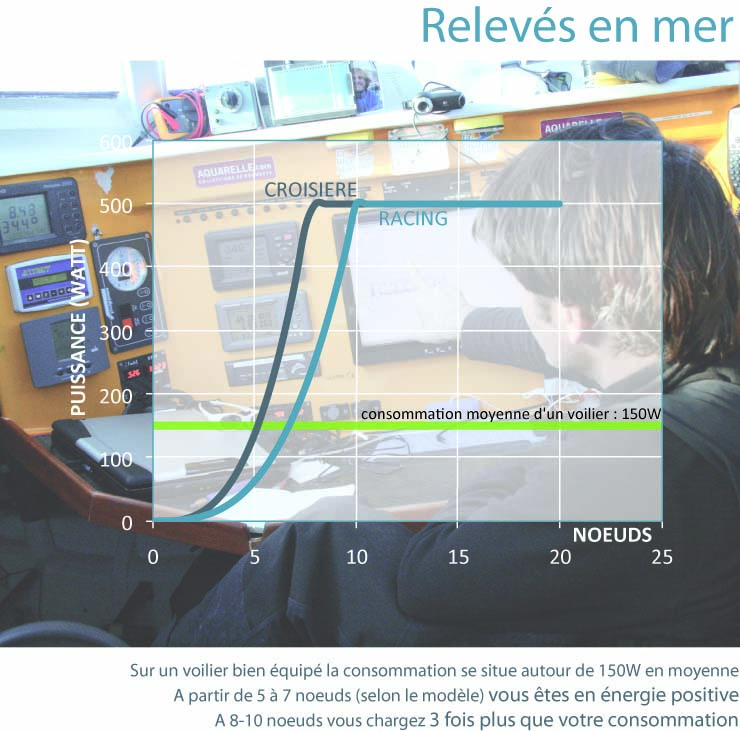 Relevés en mer
AQUARELLE.com
AQUARELLE
600
CROISIERE
500
RACING
400
PUISSANCE (WATT)
300
200
consommation moyenne d'un voilier : 150W
100
0
NOEUDS
0 5 10 15 20 25
Sur un voilier bien équipé la consommation se situe autour de 150W en moyenne
A partir de 5 à 7 noeuds (selon le modèle) vous êtes en énergie positive
A 8-10 noeuds vous chargez 3 fois plus que votre consommation